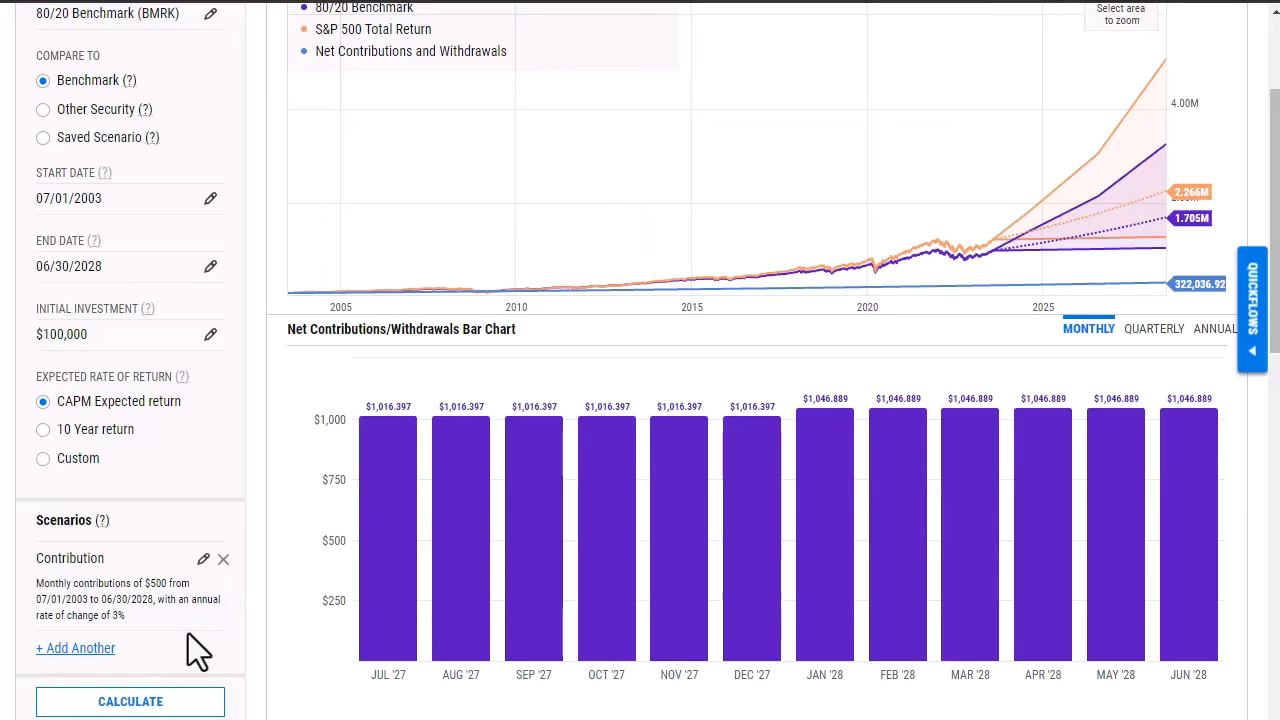 80/20 Benchmark (BMRK)
COMPARE TO
Benchmark (?)
Other Security (?)
Saved Scenario (?)
START DATE (?)
07/01/2003
END DATE (?)
06/30/2028
INITIAL INVESTMENT (?)
$100,000
EXPECTED RATE OF RETURN (?)
CAPM Expected return
10 Year return
Custom
Scenarios (?)
Contribution
Monthly contributions of $500 from
07/01/2003 to 06/30/2028, with an annual
rate of change of 3%
+ Add Another
CALCULATE
80/20 Benchmark
S&P 500 Total Return
Net Contributions and Withdrawals
Select area
to zoom
4.00M
2.266M
1.705M
322,036.92
2005 2010 2015 2020 2025
Net Contributions/Withdrawals Bar Chart
MONTHLY QUARTERLY ANNUAL
QUICKFLOWS
$1,016.397 $1,016.397 $1,016.397 $1,016.397 $1,016.397 $1,016.397 $1,046.889 $1,046.889 $1,046.889 $1,046.889 $1,046.889 $1,046.889
$1,000
$750
$500
$250
JUL '27 AUG '27 SEP '27 OCT '27 NOV '27 DEC '27 JAN '28 FEB '28 MAR '28 APR '28 MAY '28 JUN '28